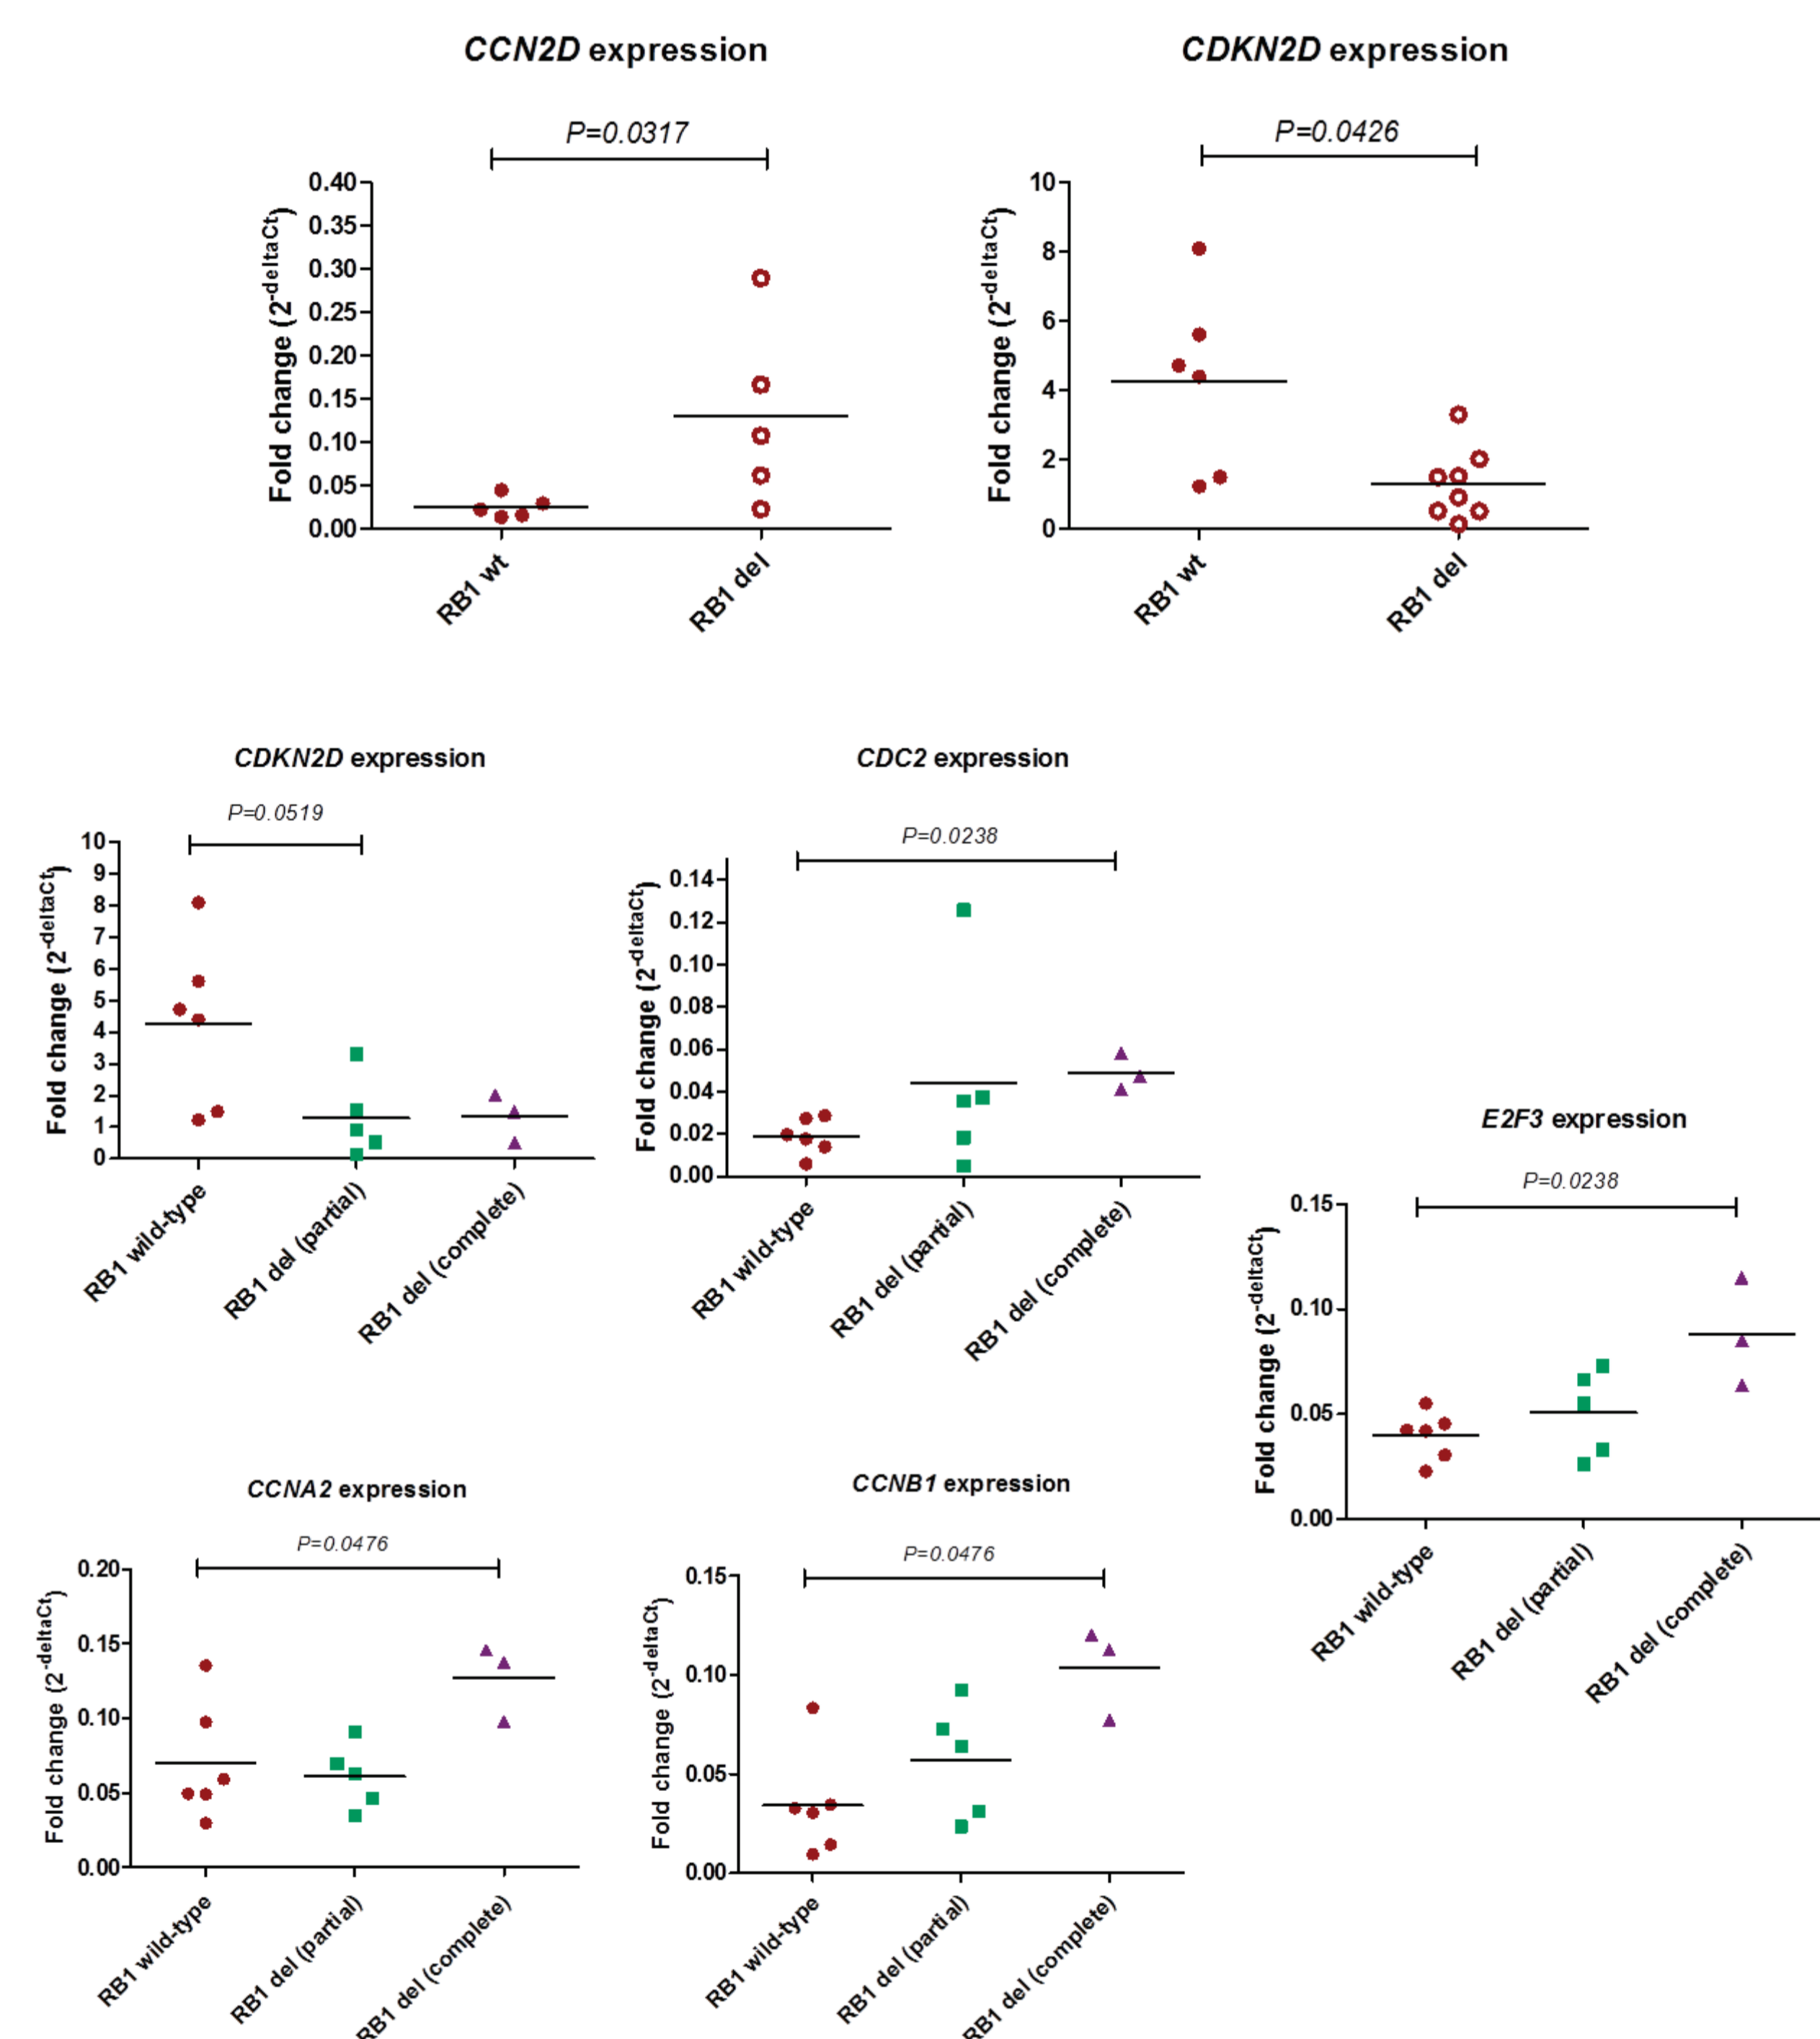 CCN2D expression
P=0.0317
Fold change (2-deltaCt)
0.40
0.35
0.30
0.25
0.20
0.15
0.10
0.05
0.00
RB1 wt
RB1 del
CDKN2D expression
P=0.0426
Fold change (2-deltaCt)
10
8
6
4
2
0
RB1 wt
RB1 del
CDKN2D expression
P=0.0519
Fold change (2-deltaCt)
10
9
8
7
6
5
4
3
2
1
0
RB1 wild-type
RB1 del (partial)
RB1 del (complete)
CDC2 expression
P=0.0238
Fold change (2-deltaCt)
0.14
0.12
0.10
0.08
0.06
0.04
0.02
0.00
RB1 wild-type
RB1 del (partial)
RB1 del (complete)
E2F3 expression
P=0.0238
Fold change (2-deltaCt)
0.15
0.10
0.05
0.00
RB1 wild-type
RB1 del (partial)
RB1 del (complete)
CCNA2 expression
P=0.0476
Fold change (2-deltaCt)
0.20
0.15
0.10
0.05
0.00
RB1 wild-type
RB1 del (partial)
RB1 del (complete)
CCNB1 expression
P=0.0476
Fold change (2-deltaCt)
0.15
0.10
0.05
0.00
RB1 wild-type
RB1 del (partial)
RB1 del (complete)